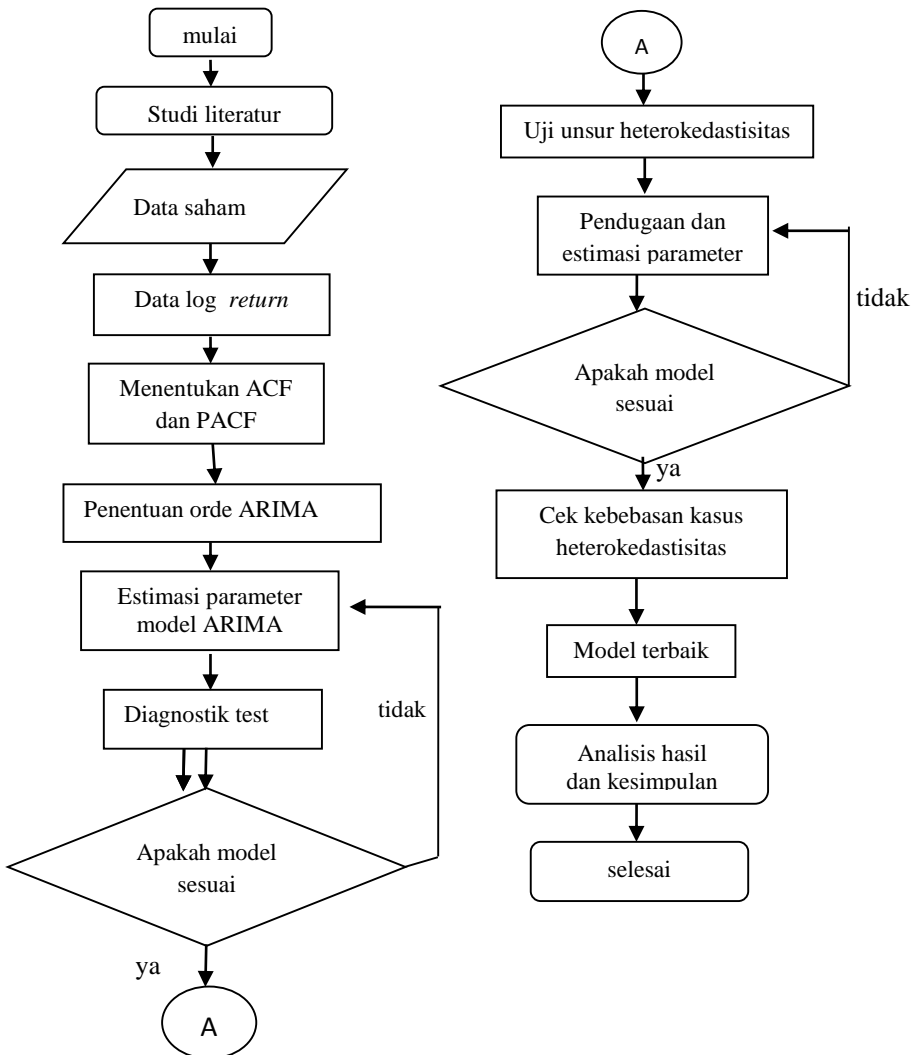 mulai
Studi literatur
Data saham
Data log return
Menentukan ACF
dan PACF
Penentuan orde ARIMA
Estimasi parameter
model ARIMA
Diagnostik test
tidak
Apakah model
sesuai
ya
A
A
Uji unsur heterokedastisitas
Pendugaan dan
estimasi parameter
tidak
Apakah model
sesuai
ya
Cek kebebasan kasus
heterokedastisitas
Model terbaik
Analisis hasil
dan kesimpulan
selesai